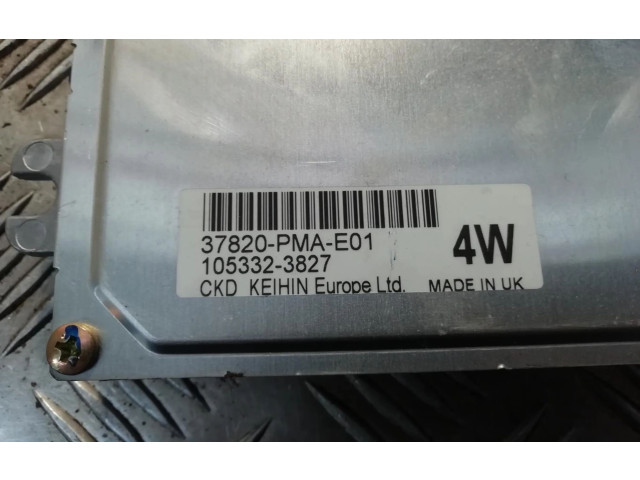 37820-PMA-E01
4W
105332-3827
CKD KEIHIN Europe Ltd. MADE IN UK